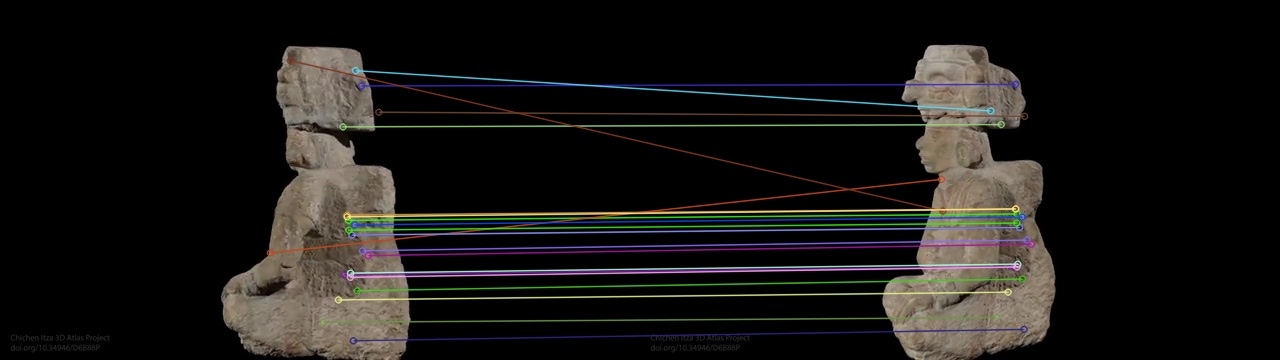 Chichen Itza 3D Atlas Project
doi.org/10.34946/D6B88P
Chichen Itza 3D Atlas Project
doi.org/10.34946/D6B88P